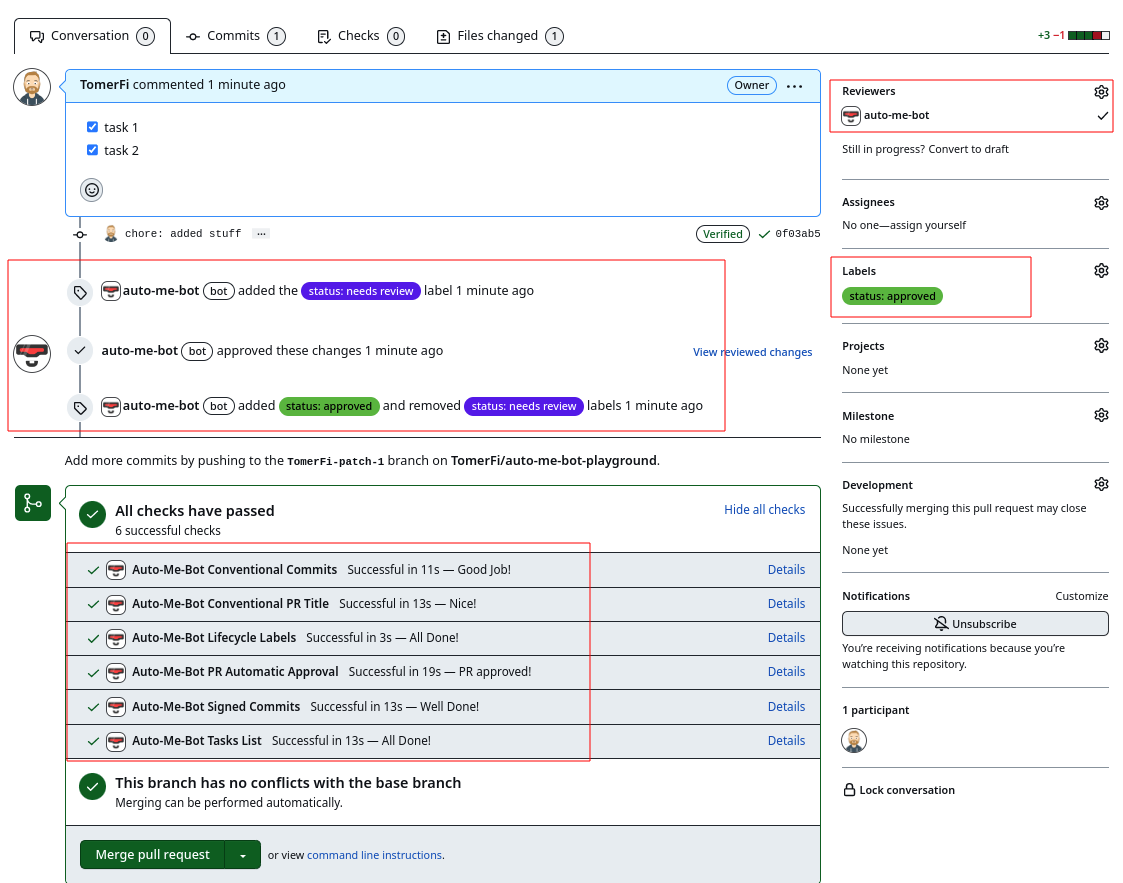 Conversation 0 Commits 1 Checks 0 Files changed 1 +3 −1
TomerFi commented 1 minute ago Owner ...
task 1
task 2
chore: added stuff ... Verified 0f03ab5
auto-me-bot bot added the status: needs review label 1 minute ago
auto-me-bot bot approved these changes 1 minute ago View reviewed changes
auto-me-bot bot added status: approved and removed status: needs review labels 1 minute ago
Add more commits by pushing to the TomerFi-patch-1 branch on TomerFi/auto-me-bot-playground.
All checks have passed Hide all checks
6 successful checks
Auto-Me-Bot Conventional Commits Successful in 11s — Good Job! Details
Auto-Me-Bot Conventional PR Title Successful in 13s — Nice! Details
Auto-Me-Bot Lifecycle Labels Successful in 3s — All Done! Details
Auto-Me-Bot PR Automatic Approval Successful in 19s — PR approved! Details
Auto-Me-Bot Signed Commits Successful in 13s — Well Done! Details
Auto-Me-Bot Tasks List Successful in 13s — All Done! Details
This branch has no conflicts with the base branch
Merging can be performed automatically.
Merge pull request or view command line instructions.
Reviewers
auto-me-bot
Still in progress? Convert to draft
Assignees
No one—assign yourself
Labels
status: approved
Projects
None yet
Milestone
No milestone
Development
Successfully merging this pull request may close
these issues.
None yet
Notifications Customize
Unsubscribe
You’re receiving notifications because you’re
watching this repository.
1 participant
Lock conversation